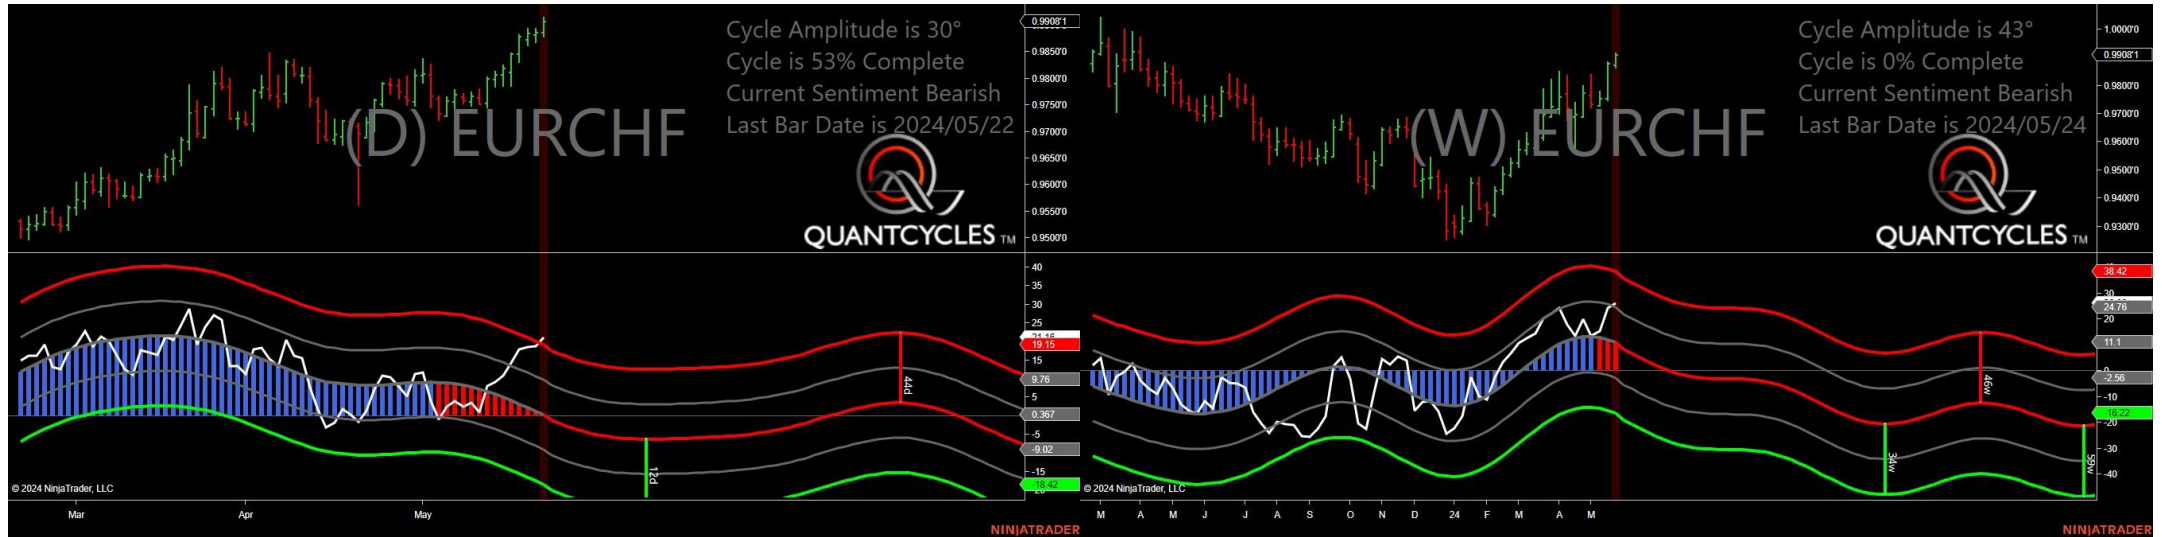 Cycle Amplitude is 30°
Cycle is 53% Complete
Current Sentiment Bearish
Last Bar Date is 2024/05/22
(D) EURCHF
QUANTCYCLES TM
0.9908'1
0.9850'0
0.9800'0
0.9750'0
0.9700'0
0.9650'0
0.9600'0
0.9550'0
0.9500'0
40
35
30
25
19.15
15
9.76
5
0.367
-5
-9.02
-15
-18.42
44d
12d
© 2024 NinjaTrader, LLC
Mar Apr May
NINJATRADER
Cycle Amplitude is 43°
Cycle is 0% Complete
Current Sentiment Bearish
Last Bar Date is 2024/05/24
(W) EURCHF
QUANTCYCLES TM
1.0000'0
0.9908'1
0.9800'0
0.9700'0
0.9600'0
0.9500'0
0.9400'0
0.9300'0
38.42
30
24.76
20
11.1
-2.56
-10
-16.22
-20
-30
-40
46w
34w
59w
© 2024 NinjaTrader, LLC
M A M J J A S O N D 24 F M A M
NINJATRADER